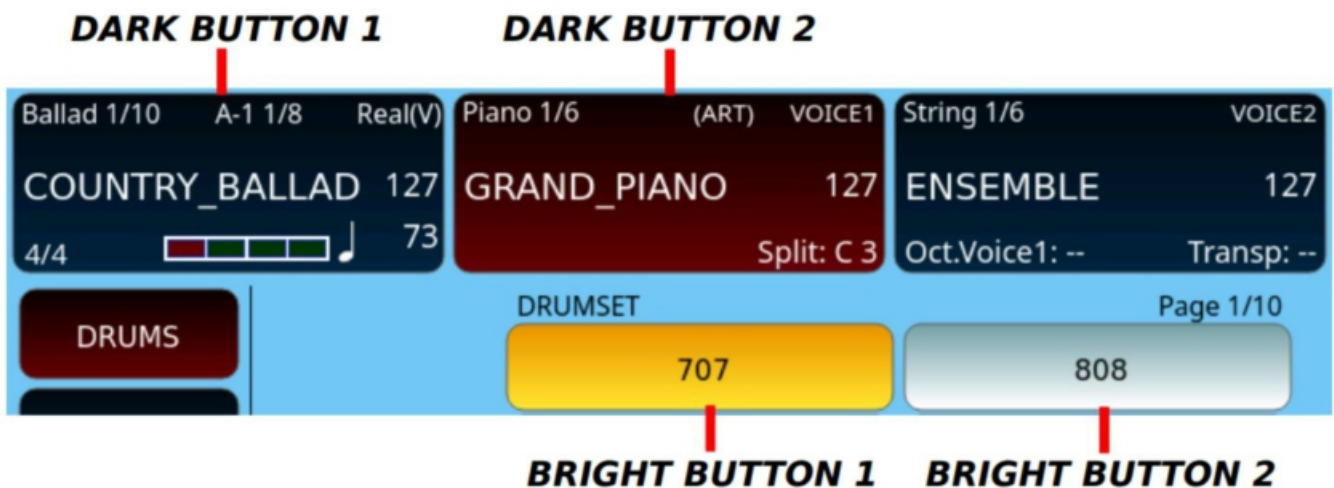 DARK BUTTON 1 DARK BUTTON 2
Ballad 1/10 A-1 1/8 Real(V) Piano 1/6 (ART) VOICE1 String 1/6 VOICE2
COUNTRY_BALLAD 127 GRAND_PIANO 127 ENSEMBLE 127
4/4 73 Split: C 3 Oct.Voice1: -- Transp: --
DRUMSET Page 1/10
DRUMS
707 808
BRIGHT BUTTON 1 BRIGHT BUTTON 2